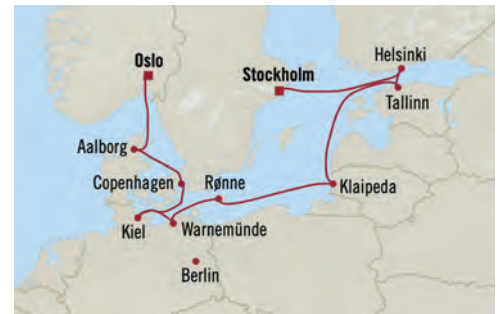 Helsinki
Oslo
Stockholm
Tallinn
Aalborg
Copenhagen
Rønne
Klaipeda
Kiel
Warnemünde
Berlin